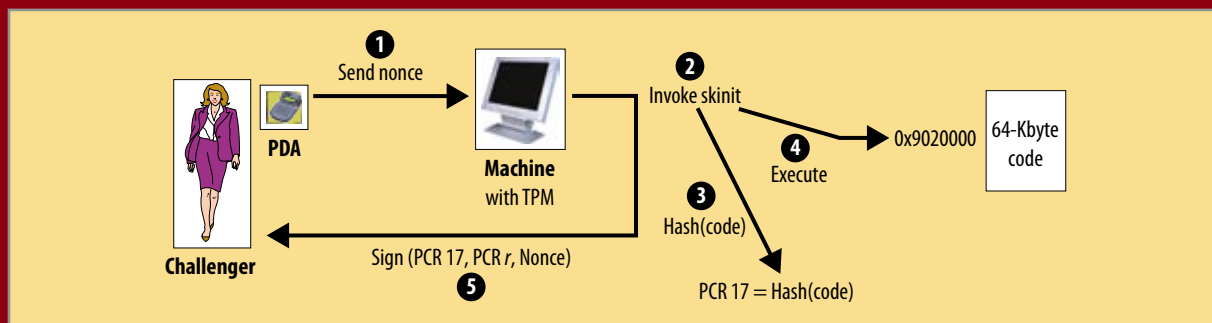 1
Send nonce
PDA
Challenger
Machine
with TPM
2
Invoke skinit
3
Hash(code)
PCR 17 = Hash(code)
4
Execute
0x9020000
64-Kbyte
code
Sign (PCR 17, PCR r, Nonce)
5